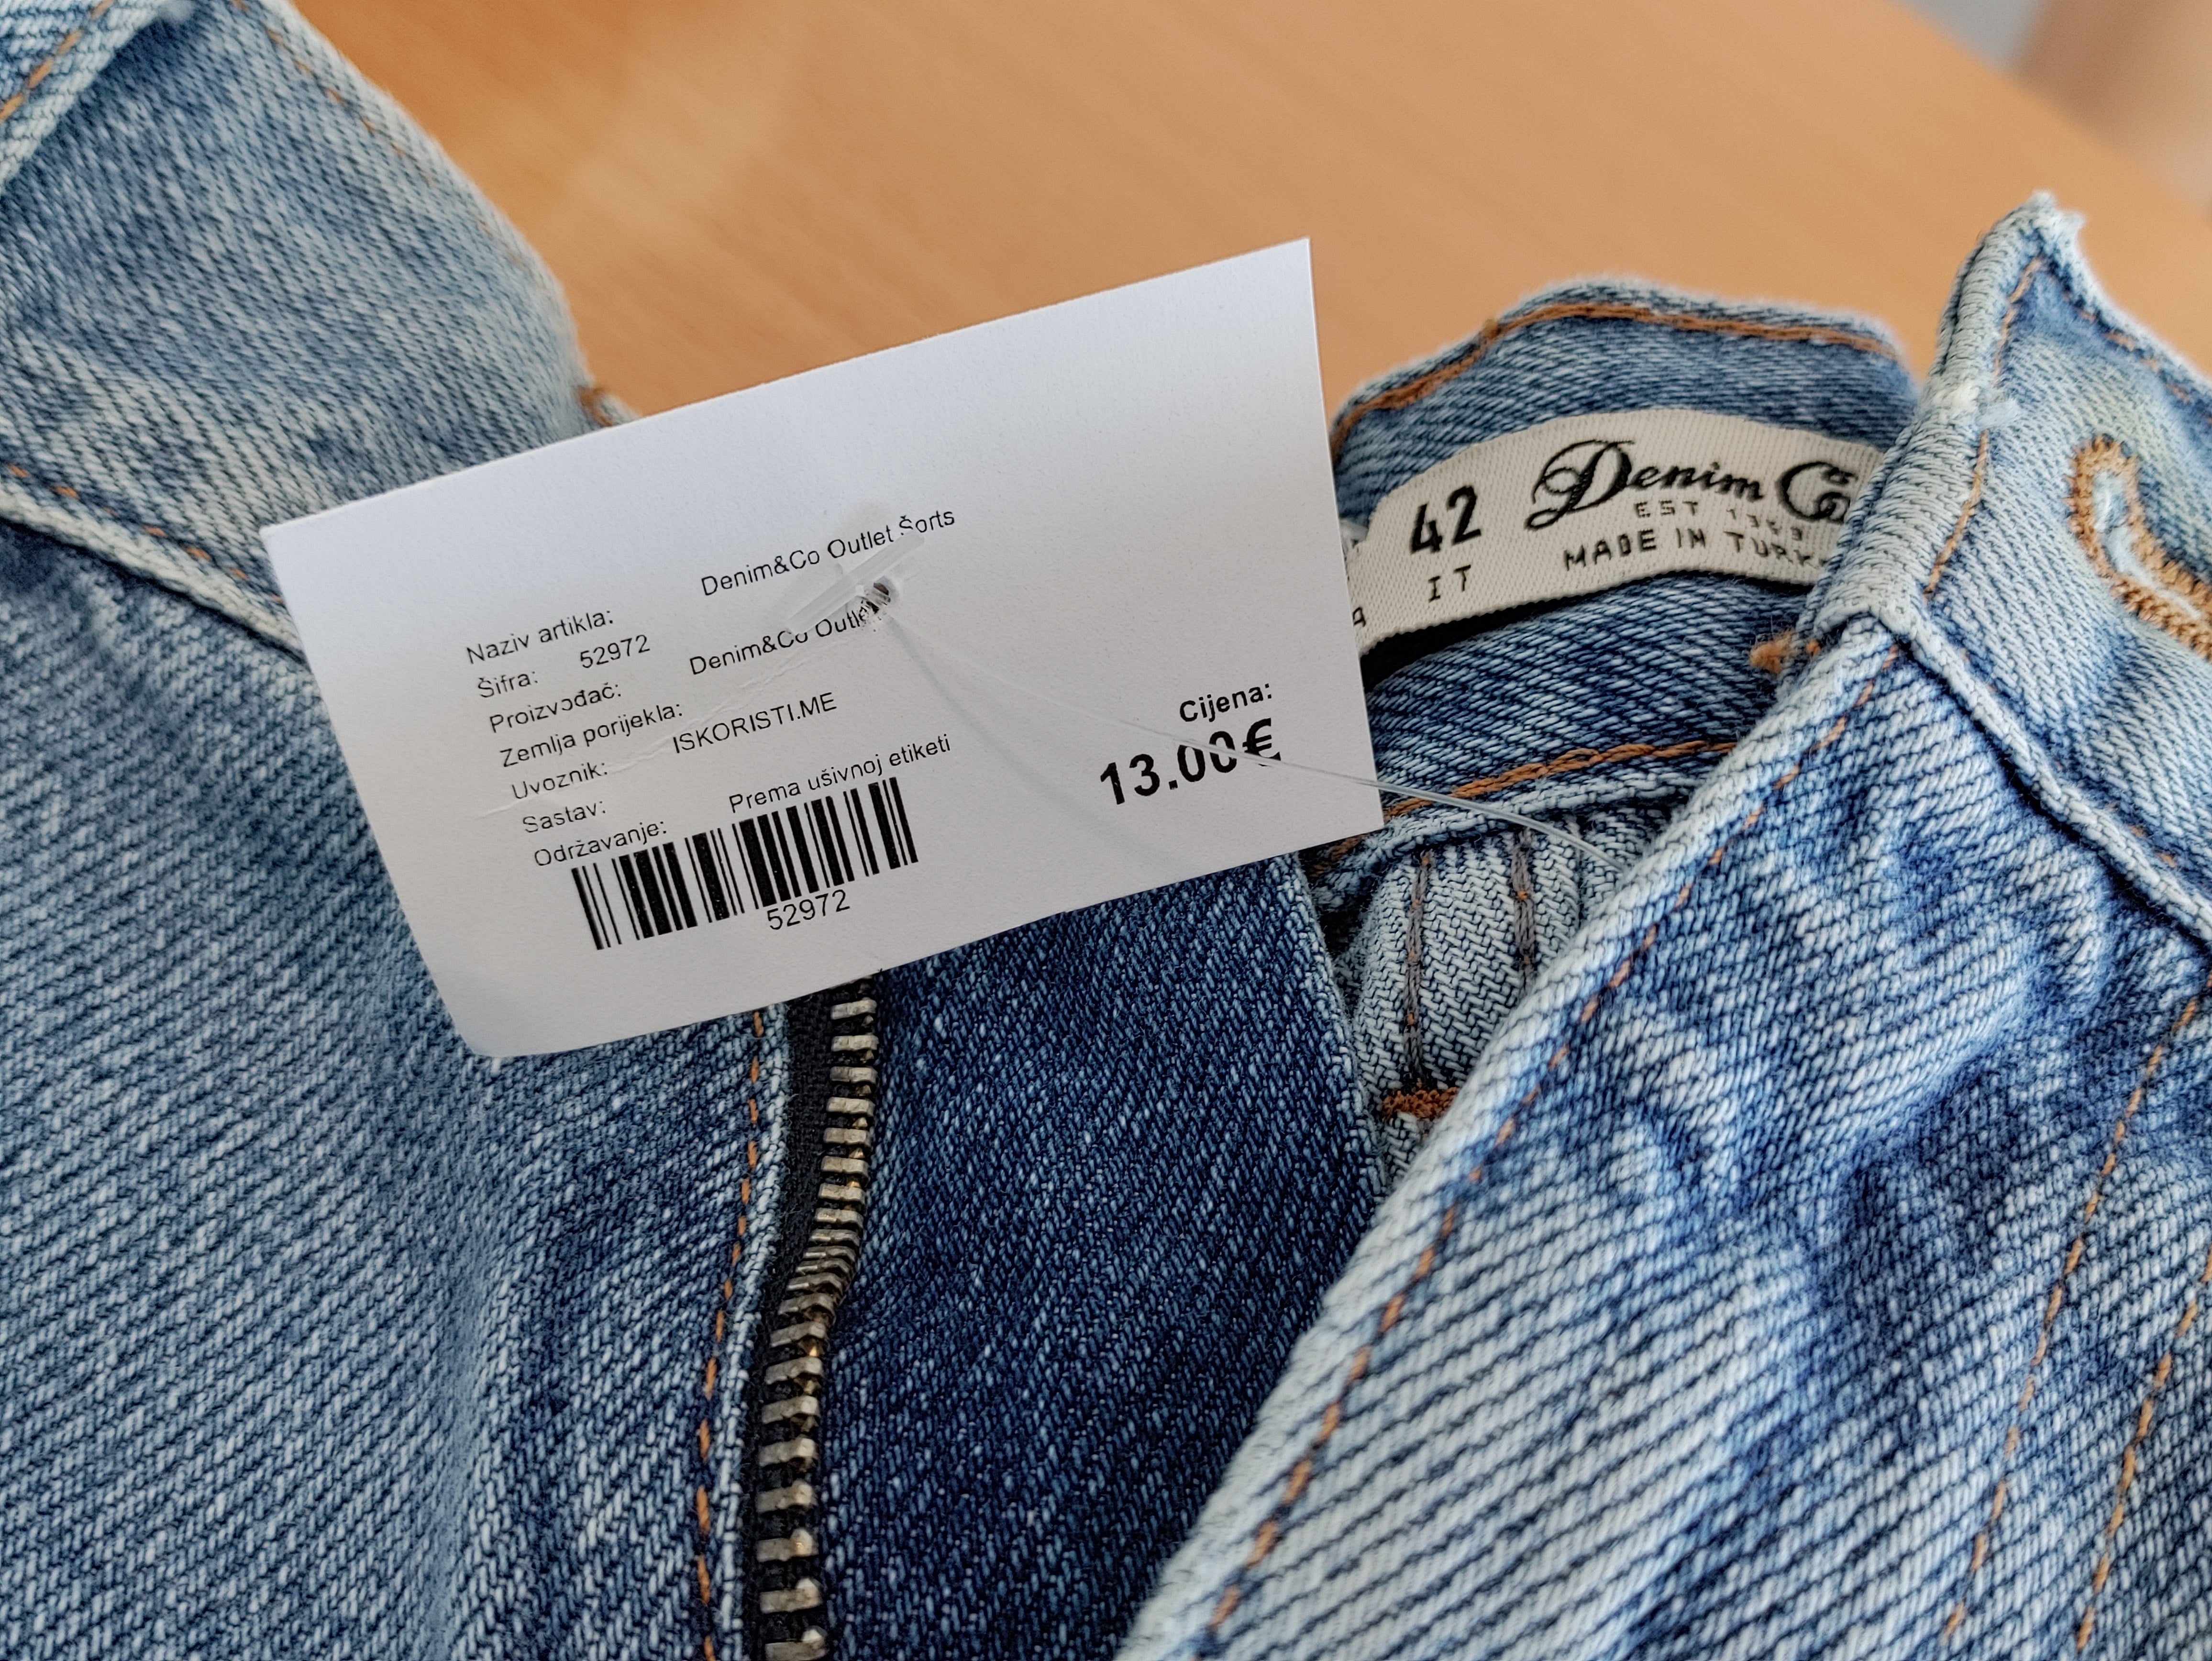 Naziv artikla: Denim&Co Outlet Šorts
Šifra: 52972
Proizvođač: Denim&Co Outlet
Zemlja porijekla:
Uvoznik: ISKORISTI.ME
Sastav:
Održavanje: Prema ušivnoj etiketi
52972
Cijena:
13.00€
42
IT
Denim Co
EST
MADE IN